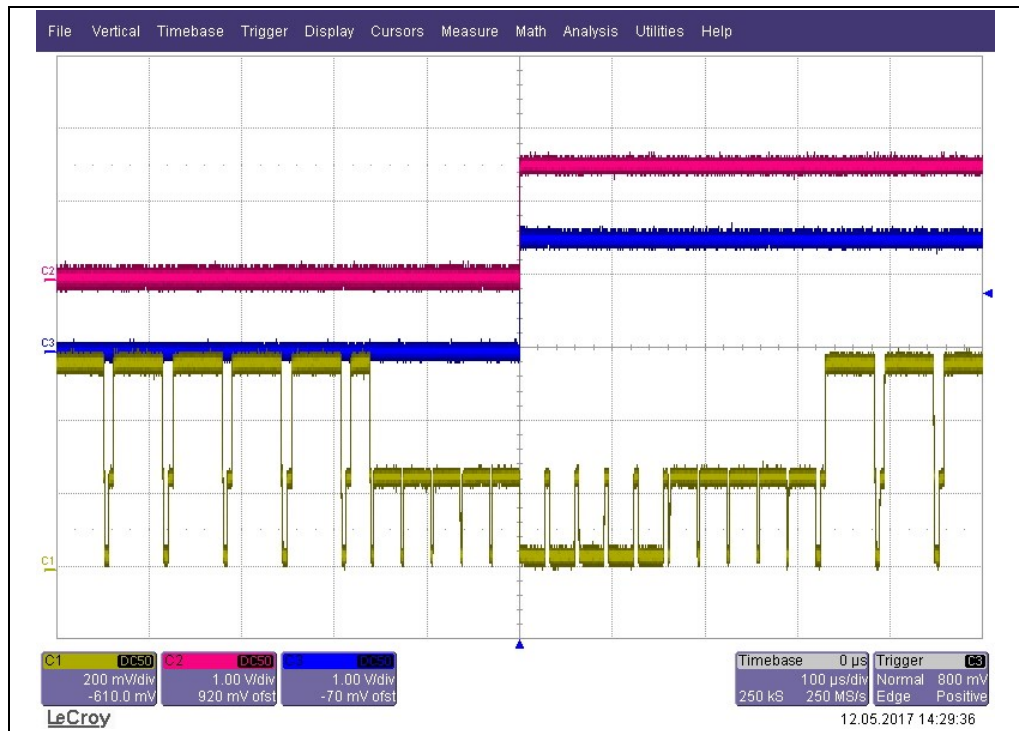 File Vertical Timebase Trigger Display Cursors Measure Math Analysis Utilities Help
C2
C3
C1
C1 DC50
200 mV/div
-610.0 mV
C2 DC50
1.00 V/div
920 mV ofst
C3 DC50
1.00 V/div
-70 mV ofst
Timebase 0 µs
100 µs/div
250 kS 250 MS/s
Trigger C3
Normal 800 mV
Edge Positive
LeCroy
12.05.2017 14:29:36